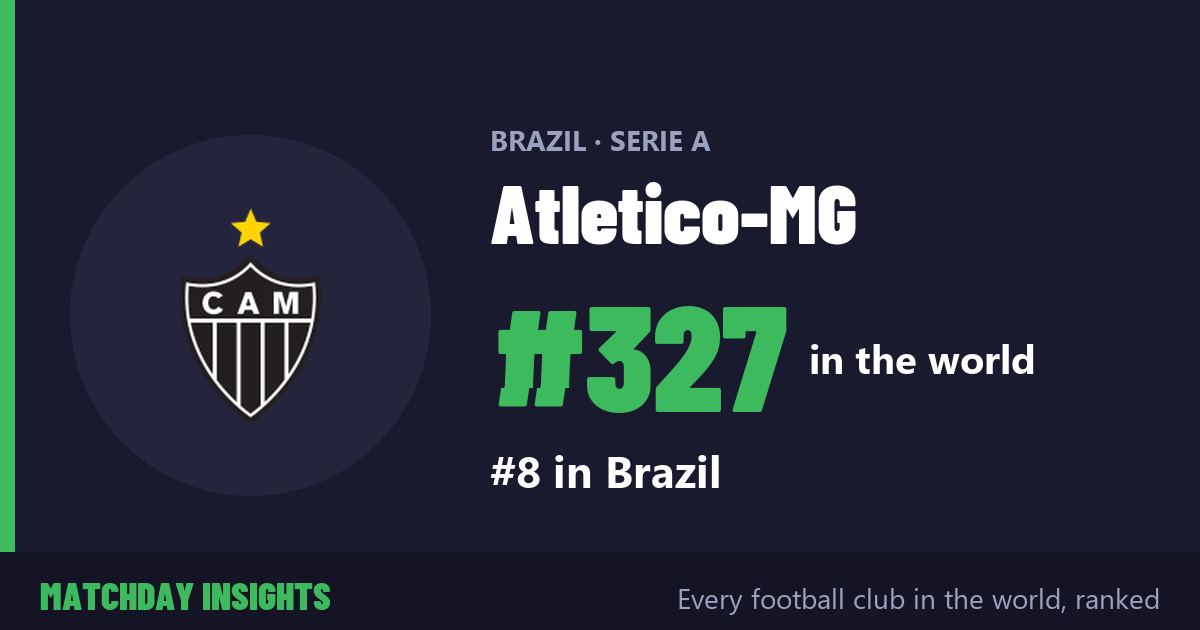 BRAZIL · SERIE A
Atletico-MG
CAM
#327 in the world
#8 in Brazil
MATCHDAY INSIGHTS
Every football club in the world, ranked